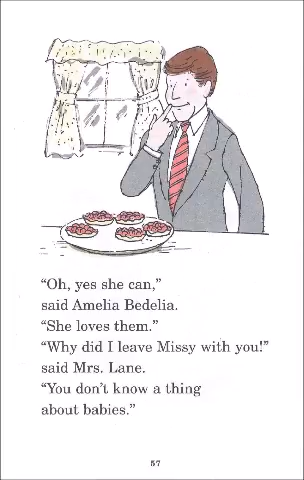 “Oh, yes she can,”
said Amelia Bedelia.
“She loves them.”
“Why did I leave Missy with you!”
said Mrs. Lane.
“You don’t know a thing
about babies.”
57